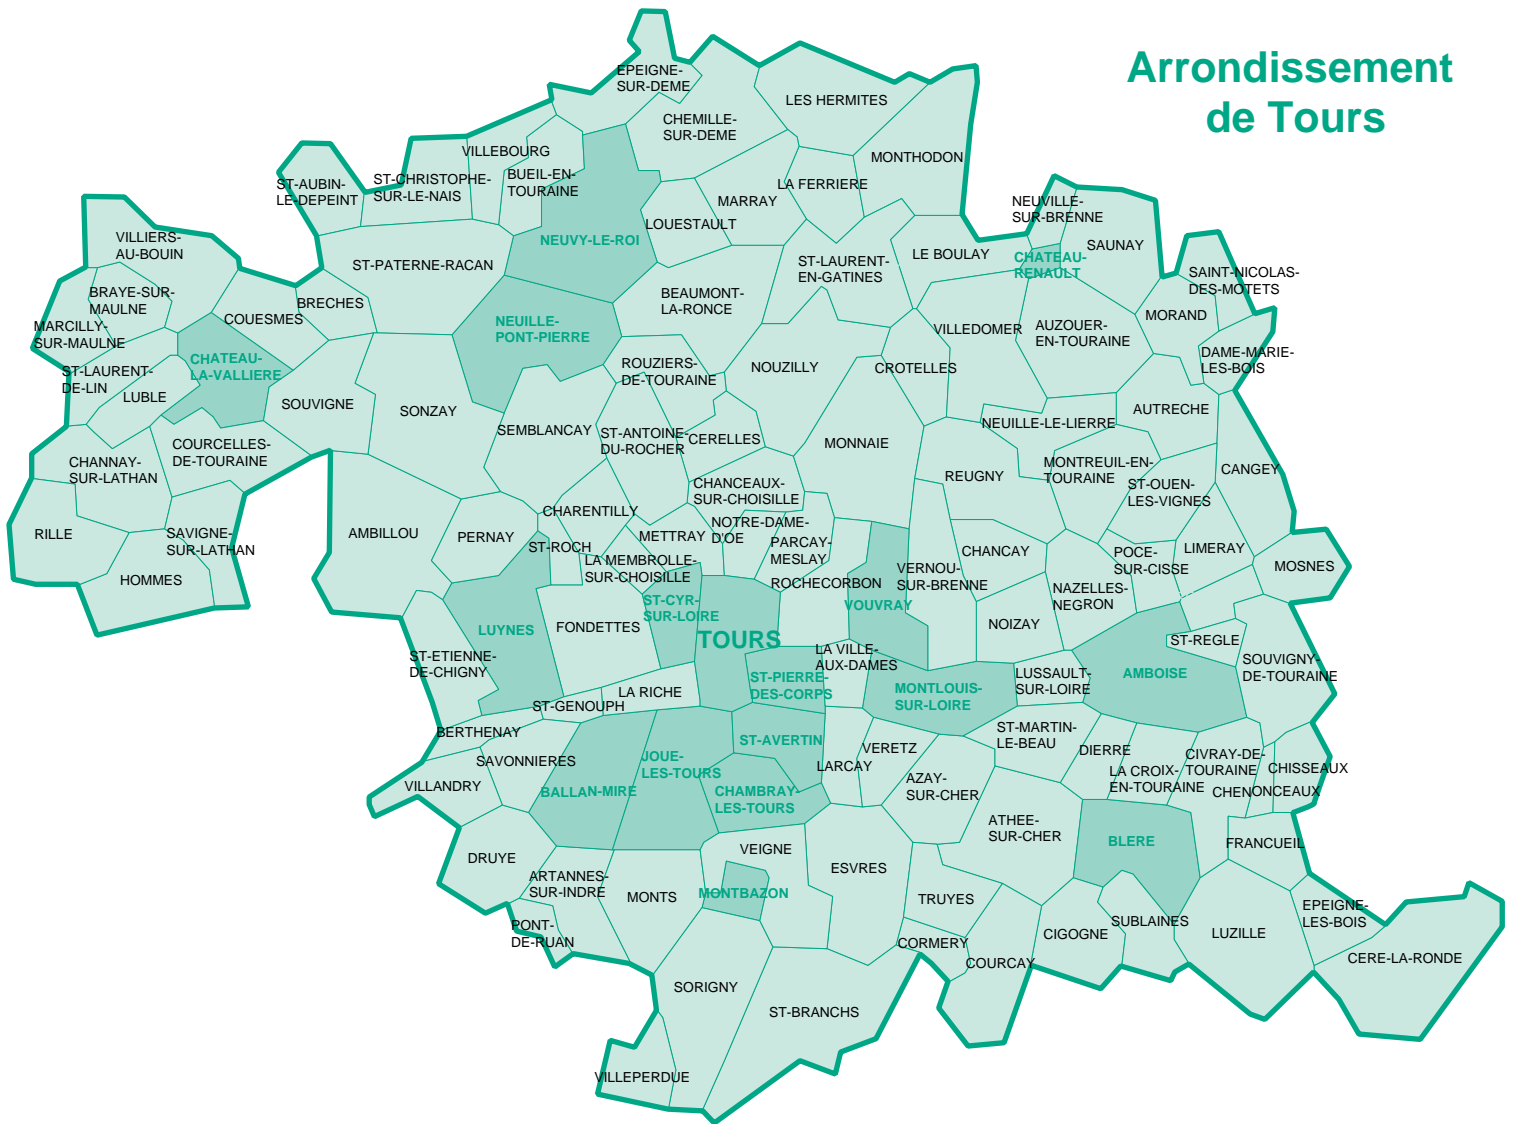 Arrondissement
de Tours
EPEIGNE-
SUR-DEME
LES HERMITES
CHEMILLE-
SUR-DEME
VILLEBOURG
MONTHODON
BUEIL-EN-
TOURAINE
ST-CHRISTOPHE-
SUR-LE-NAIS
ST-AUBIN-
LE-DEPEINT
LA FERRIERE
MARRAY
NEUVILLE-
SUR-BRENNE
LOUESTAULT
NEUVY-LE-ROI
VILLIERS-
AU-BOUIN
SAUNAY
LE BOULAY
CHATEAU-
RENAULT
ST-PATERNE-RACAN
ST-LAURENT-
EN-GATINES
SAINT-NICOLAS-
DES-MOTETS
BRAYE-SUR-
MAULNE
BRECHES
BEAUMONT-
LA-RONCE
COUESMES
NEUILLE-
PONT-PIERRE
MORAND
MARCILLY-
SUR-MAULNE
VILLEDOMER
AUZOUER-
EN-TOURAINE
CHATEAU-
LA-VALLIERE
DAME-MARIE-
LES-BOIS
ROUZIERS-
DE-TOURAINE
NOUZILLY
CROTELLES
ST-LAURENT-
DE-LIN
LUBLE
SOUVIGNE
SONZAY
AUTRECHE
NEUILLE-LE-LIERRE
SEMBLANCAY
ST-ANTOINE-
DU-ROCHER
CERELLES
MONNAIE
COURCELLES-
DE-TOURAINE
CHANNAY-
SUR-LATHAN
REUGNY
MONTREUIL-EN-
TOURAINE
CANGEY
CHANCEAUX-
SUR-CHOISILLE
ST-OUEN-
LES-VIGNES
CHARENTILLY
RILLE
SAVIGNE-
SUR-LATHAN
AMBILLOU
PERNAY
METTRAY
NOTRE-DAME-
D'OE
PARCAY-
MESLAY
ST-ROCH
CHANCAY
POCE-
SUR-CISSE
LIMERAY
MOSNES
LA MEMBROLLE-
SUR-CHOISILLE
HOMMES
ROCHECORBON
VERNOU-
SUR-BRENNE
NAZELLES-
NEGRON
ST-CYR-
SUR-LOIRE
VOUVRAY
LUYNES
FONDETTES
NOIZAY
TOURS
ST-REGLE
LA VILLE-
AUX-DAMES
ST-ETIENNE-
DE-CHIGNY
SOUVIGNY-
DE-TOURAINE
ST-PIERRE-
DES-CORPS
LUSSAULT-
SUR-LOIRE
AMBOISE
MONTLOUIS-
SUR-LOIRE
LA RICHE
ST-GENOUPH
BERTHENAY
ST-MARTIN-
LE-BEAU
ST-AVERTIN
VERETZ
DIERRE
SAVONNIERES
JOUE-
LES-TOURS
CIVRAY-DE-
TOURAINE
CHISSEAUX
LARCAY
LA CROIX-
EN-TOURAINE
VILLANDRY
AZAY-
SUR-CHER
BALLAN-MIRE
CHAMBRAY-
LES-TOURS
CHENONCEAUX
ATHEE-
SUR-CHER
BLERE
FRANCUEIL
VEIGNE
DRUYE
ESVRES
ARTANNES-
SUR-INDRE
MONTS
MONTBAZON
TRUYES
EPEIGNE-
LES-BOIS
SUBLAINES
PONT-
DE-RUAN
CIGOGNE
LUZILLE
CORMERY
COURCAY
CERE-LA-RONDE
SORIGNY
ST-BRANCHS
VILLEPERDUE